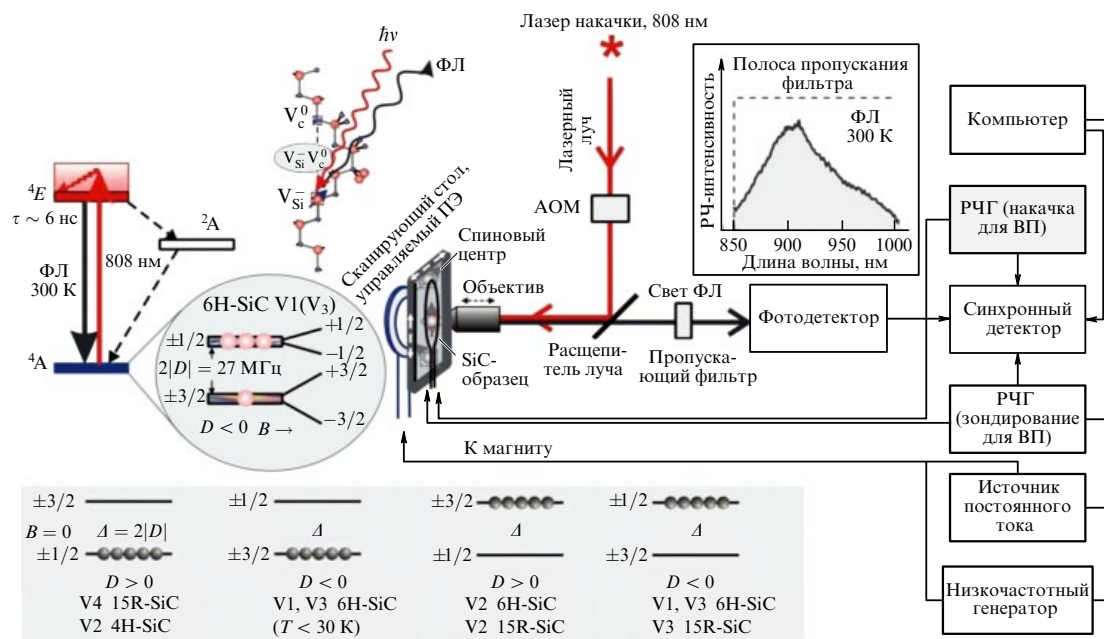 Лазер накачки, 808 нм
ħν
ФЛ
V_c^0
V_Si^− V_c^0
V_Si^−
^4E
τ ∼ 6 нс
^2A
ФЛ
300 K
808 нм
^4A
Сканирующий стол,
управляемый ПЭ
Лазерный
луч
АОМ
Спиновый
центр
Объектив
SiC-
образец
Расщепи-
тель луча
Свет ФЛ
Пропуска-
ющий фильтр
Фотодетектор
РЧ-интенсивность
Полоса пропускания
фильтра
ФЛ
300 K
850
900
950
1000
Длина волны, нм
Компьютер
РЧГ (накачка
для ВП)
Синхронный
детектор
РЧГ
(зондирование
для ВП)
Источник
постоянного
тока
Низкочастотный
генератор
К магниту
6H-SiC V1(V_3)
±1/2
+1/2
−1/2
2|D| = 27 МГц
±3/2
+3/2
−3/2
D < 0 B →
±3/2
B = 0 Δ = 2|D|
±1/2
D > 0
V4 15R-SiC
V2 4H-SiC
±1/2
Δ
±3/2
D < 0
V1, V3 6H-SiC
(T < 30 K)
±3/2
Δ
±1/2
D > 0
V2 6H-SiC
V2 15R-SiC
±1/2
Δ
±3/2
D < 0
V1, V3 6H-SiC
V3 15R-SiC